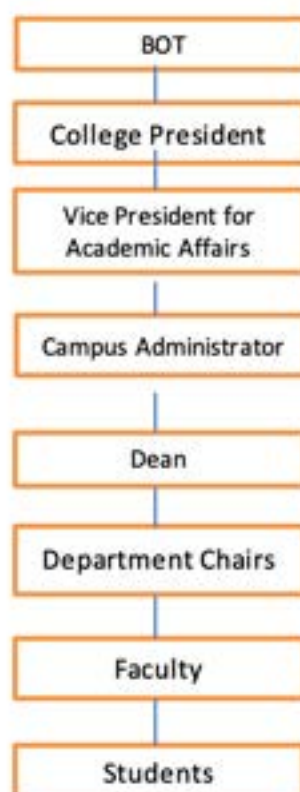 BOT
College President
Vice President for
Academic Affairs
Campus Administrator
Dean
Department Chairs
Faculty
Students